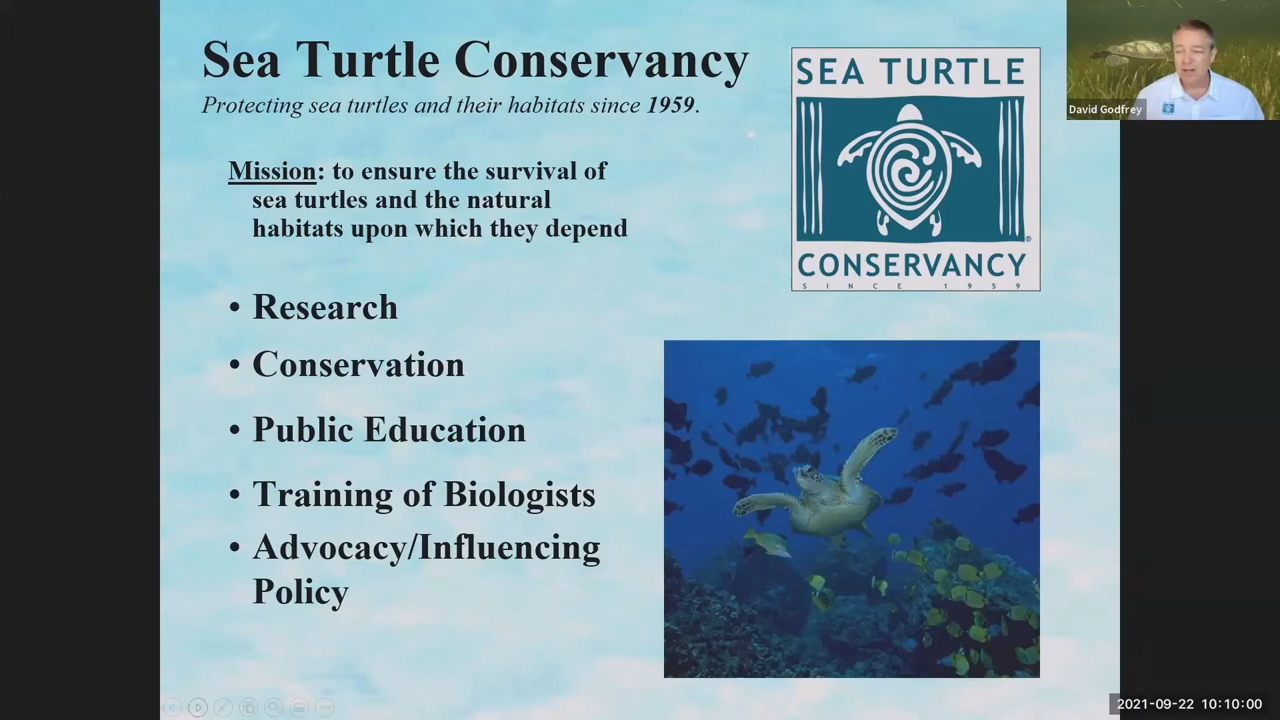 Sea Turtle Conservancy
Protecting sea turtles and their habitats since 1959.
Mission: to ensure the survival of
sea turtles and the natural
habitats upon which they depend
• Research
• Conservation
• Public Education
• Training of Biologists
• Advocacy/Influencing
Policy
SEA TURTLE
®
CONSERVANCY
SINCE 1959
David Godfrey
2021-09-22 10:10:00